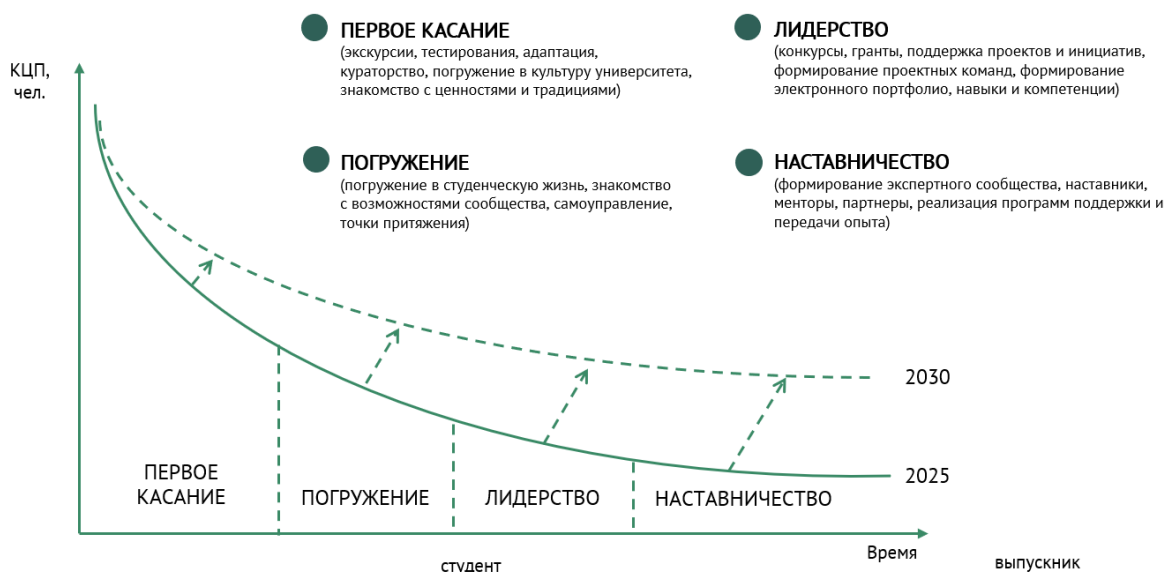 ПЕРВОЕ КАСАНИЕ
(экскурсии, тестирования, адаптация,
кураторство, погружение в культуру университета,
знакомство с ценностями и традициями)
ЛИДЕРСТВО
(конкурсы, гранты, поддержка проектов и инициатив,
формирование проектных команд, формирование
электронного портфолио, навыки и компетенции)
КЦП,
чел.
ПОГРУЖЕНИЕ
(погружение в студенческую жизнь, знакомство
с возможностями сообщества, самоуправление,
точки притяжения)
НАСТАВНИЧЕСТВО
(формирование экспертного сообщества, наставники,
менторы, партнеры, реализация программ поддержки и
передачи опыта)
2030
2025
ПЕРВОЕ
КАСАНИЕ
ПОГРУЖЕНИЕ
ЛИДЕРСТВО
НАСТАВНИЧЕСТВО
Время
студент
выпускник